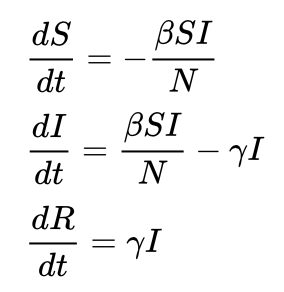 dS/dt = −βSI/N
dI/dt = βSI/N − γI
dR/dt = γI